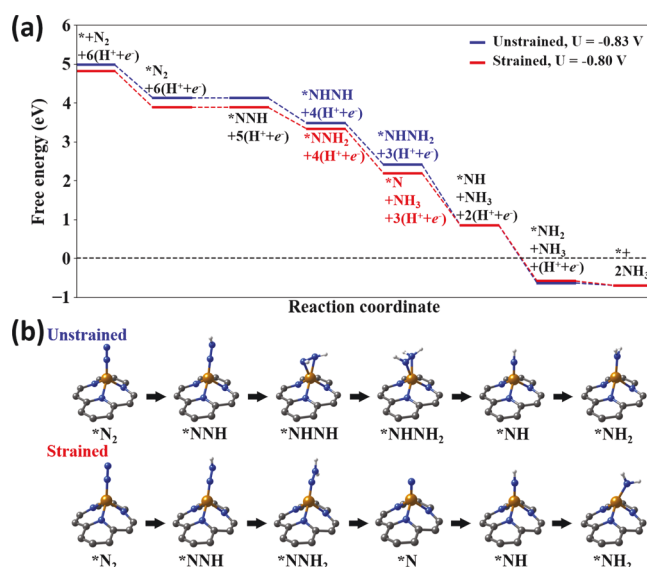 (a)
Unstrained, U = -0.83 V
Strained, U = -0.80 V
Free energy (eV)
6
5
4
3
2
1
0
−1
*+N₂
+6(H⁺+e⁻)
*N₂
+6(H⁺+e⁻)
*NNH
+5(H⁺+e⁻)
*NHNH
+4(H⁺+e⁻)
*NNH₂
+4(H⁺+e⁻)
*NHNH₂
+3(H⁺+e⁻)
*N
+NH₃
+3(H⁺+e⁻)
*NH
+NH₃
+2(H⁺+e⁻)
*NH₂
+NH₃
+(H⁺+e⁻)
*+
2NH₃
Reaction coordinate
(b)
Unstrained
*N₂ *NNH *NHNH *NHNH₂ *NH *NH₂
Strained
*N₂ *NNH *NNH₂ *N *NH *NH₂